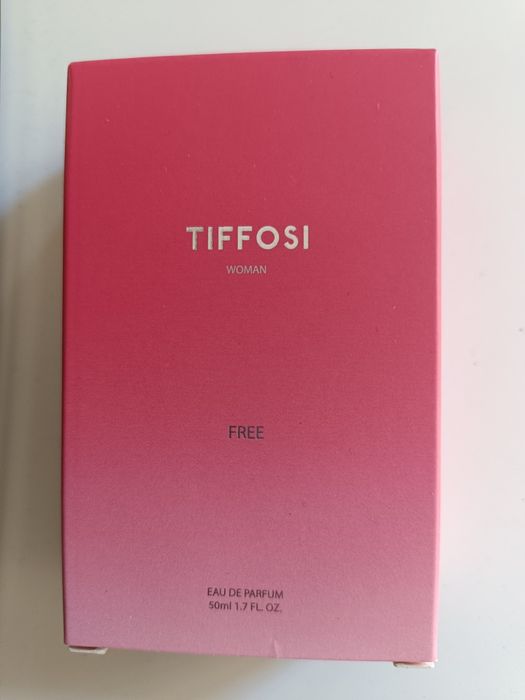 TIFFOSI
WOMAN
FREE
EAU DE PARFUM
50ml 1.7 FL. OZ.